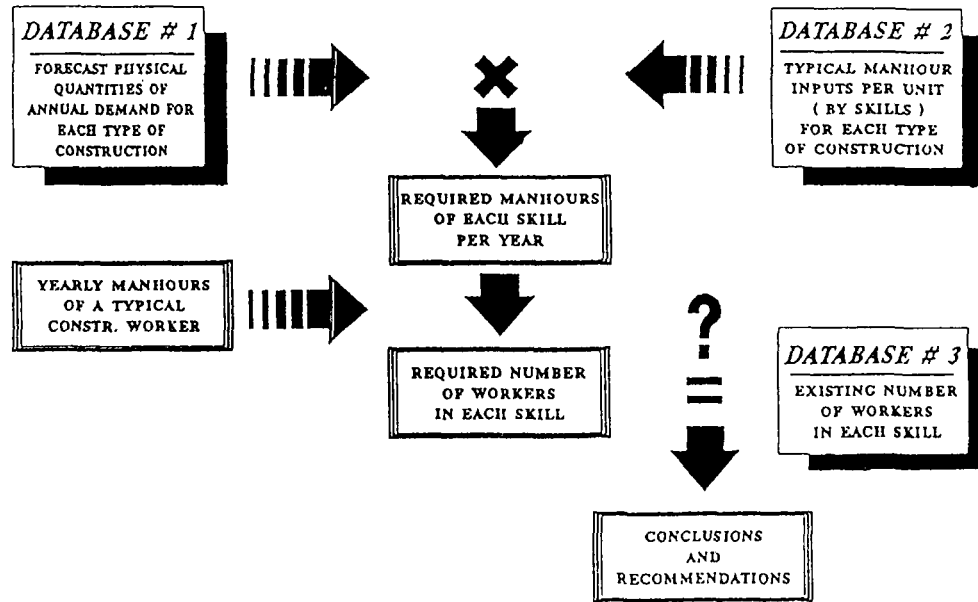 DATABASE # 1
FORECAST PHYSICAL
QUANTITIES OF
ANNUAL DEMAND FOR
EACH TYPE OF
CONSTRUCTION
×
DATABASE # 2
TYPICAL MANHOUR
INPUTS PER UNIT
( BY SKILLS )
FOR EACH TYPE
OF CONSTRUCTION
REQUIRED MANHOURS
OF EACH SKILL
PER YEAR
YEARLY MANHOURS
OF A TYPICAL
CONSTR. WORKER
REQUIRED NUMBER
OF WORKERS
IN EACH SKILL
?
=
DATABASE # 3
EXISTING NUMBER
OF WORKERS
IN EACH SKILL
CONCLUSIONS
AND
RECOMMENDATIONS